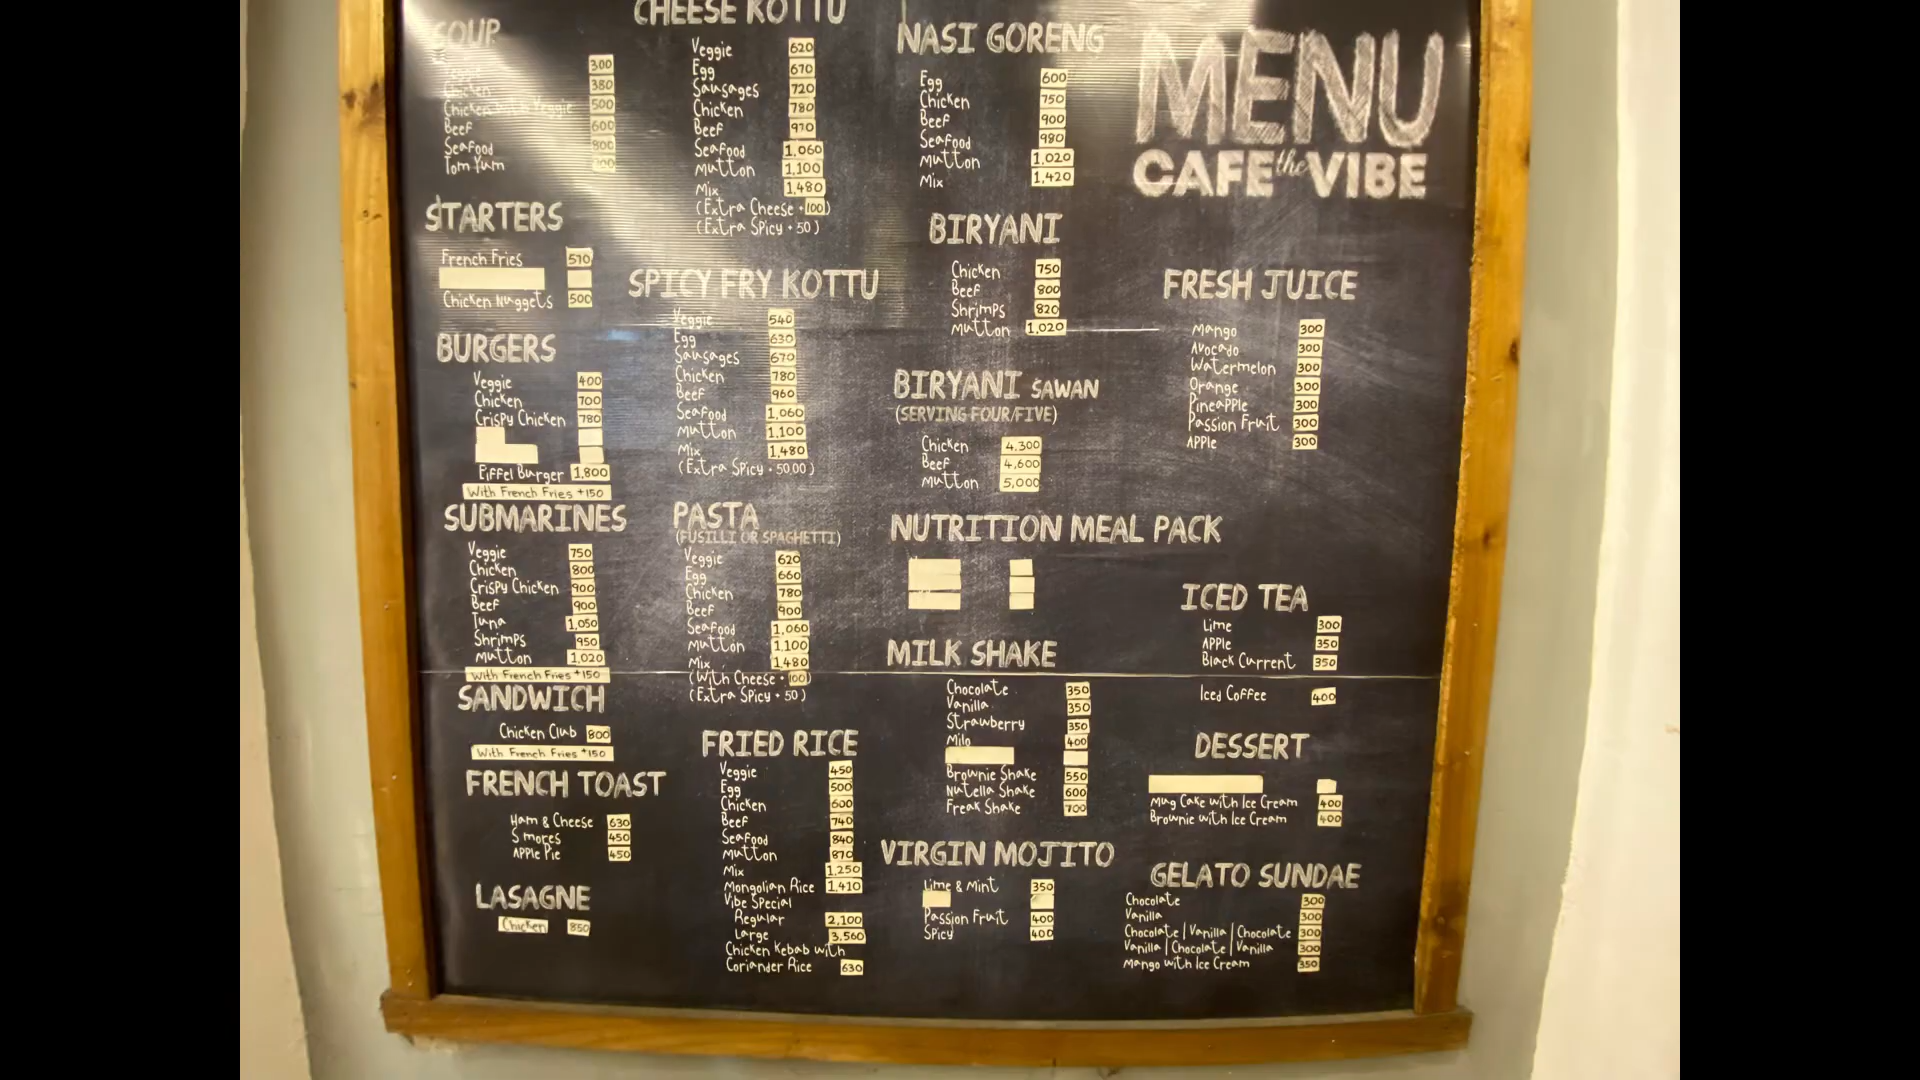 SOUP
300
Chicken 380
Chicken with Veggie 500
Beef 600
Seafood 800
Tom Yum
STARTERS
French Fries 510
Chicken Nuggets 500
BURGERS
Veggie 400
Chicken 700
Crispy Chicken 780
Eiffel Burger 1,800
With French Fries +150
SUBMARINES
Veggie 750
Chicken 800
Crispy Chicken 900
Beef 900
Tuna 1,050
Shrimps 950
Mutton 1,020
With French Fries +150
SANDWICH
Chicken Club 800
With French Fries +150
FRENCH TOAST
Ham & Cheese 630
S'mores 450
Apple Pie 450
LASAGNE
Chicken 850
CHEESE KOTTU
Veggie 620
Egg 670
Sausages 720
Chicken 780
Beef 970
Seafood 1,060
Mutton 1,100
Mix 1,480
(Extra Cheese + 100)
(Extra Spicy + 50)
SPICY FRY KOTTU
Veggie 540
Egg 630
Sausages 670
Chicken 780
Beef 960
Seafood 1,060
Mutton 1,100
Mix 1,480
(Extra Spicy + 50.00)
PASTA
(FUSILLI OR SPAGHETTI)
Veggie 620
Egg 660
Chicken 780
Beef 900
Seafood 1,060
Mutton 1,100
Mix 1,480
(With Cheese + 100)
(Extra Spicy + 50)
FRIED RICE
Veggie 450
Egg 500
Chicken 600
Beef 740
Seafood 840
Mutton 870
Mix 1,250
Mongolian Rice 1,410
Vibe Special
Regular 2,100
Large 3,560
Chicken Kebab with
Coriander Rice 630
NASI GORENG
Egg 600
Chicken 750
Beef 900
Seafood 980
Mutton 1,020
Mix 1,420
BIRYANI
Chicken 750
Beef 800
Shrimps 820
Mutton 1,020
BIRYANI SAWAN
(SERVING FOUR/FIVE)
Chicken 4,300
Beef 4,600
Mutton 5,000
NUTRITION MEAL PACK
MILK SHAKE
Chocolate 350
Vanilla 350
Strawberry 350
Milo 400
Brownie Shake 550
Nutella Shake 600
Freak Shake 700
VIRGIN MOJITO
Lime & Mint 350
Passion Fruit 400
Spicy 400
MENU
CAFE the VIBE
FRESH JUICE
Mango 300
Avocado 300
Watermelon 300
Orange 300
Pineapple 300
Passion Fruit 300
Apple 300
ICED TEA
Lime 300
Apple 350
Black Current 350
Iced Coffee 400
DESSERT
Mug Cake with Ice Cream 400
Brownie with Ice Cream 400
GELATO SUNDAE
Chocolate 300
Vanilla 300
Chocolate | Vanilla | Chocolate 300
Vanilla | Chocolate | Vanilla 300
Mango with Ice Cream 350